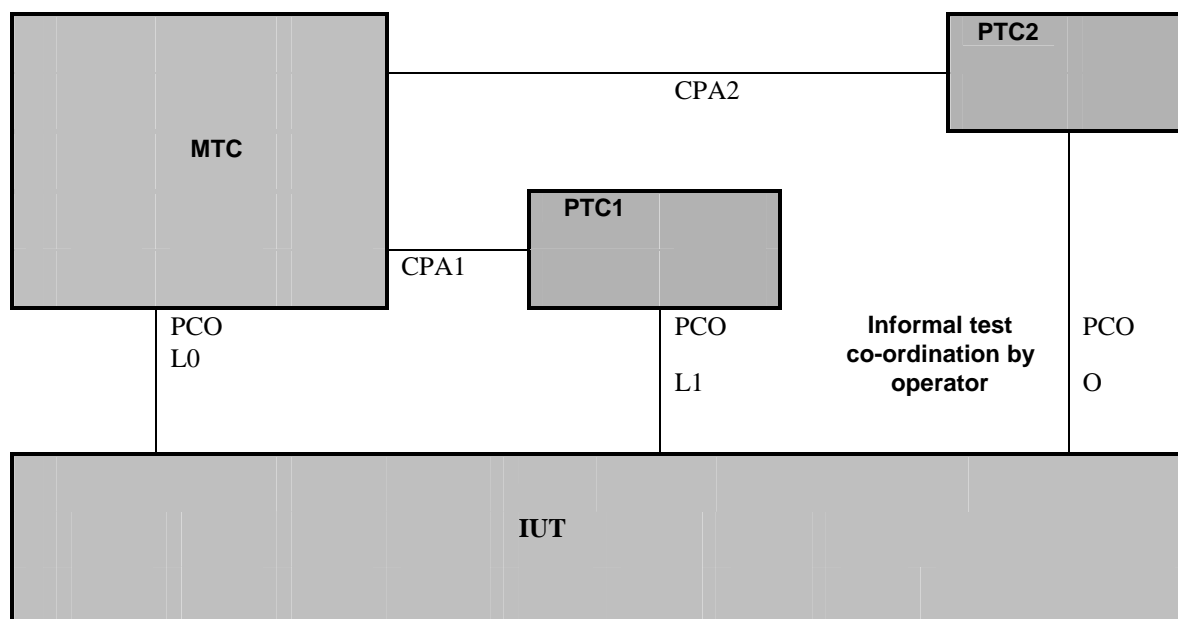 PTC2
CPA2
MTC
PTC1
CPA1
PCO
L0
PCO
L1
Informal test
co-ordination by
operator
PCO
O
IUT